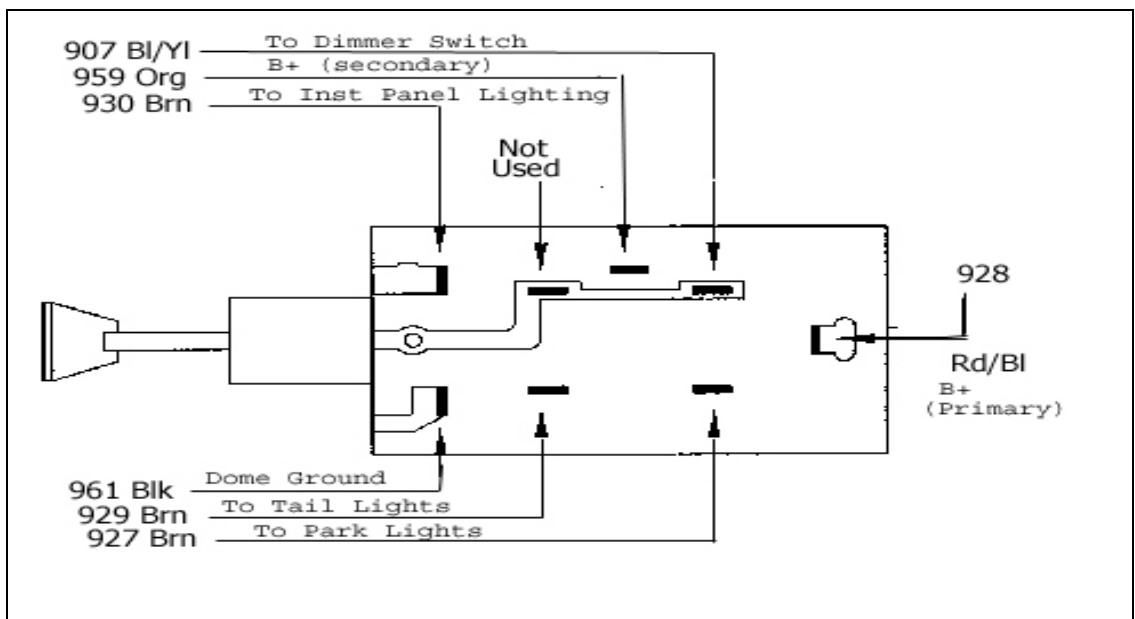 907 Bl/Yl To Dimmer Switch
959 Org B+ (secondary)
930 Brn To Inst Panel Lighting
Not
Used
928
Rd/Bl
B+
(Primary)
961 Blk Dome Ground
929 Brn To Tail Lights
927 Brn To Park Lights